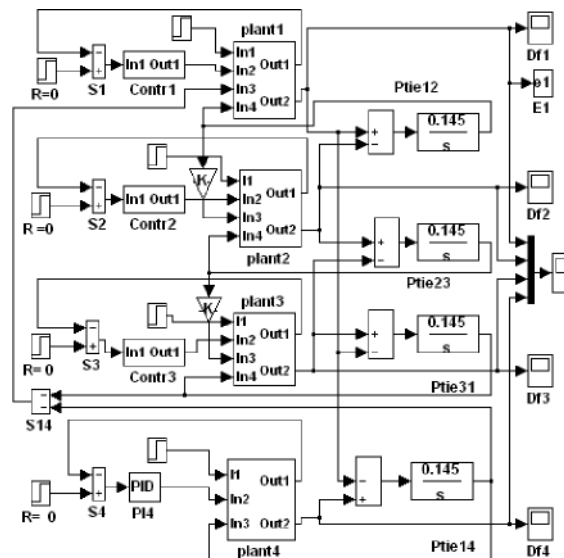 plant1
In1
In2
In3
In4
Out1
Out2
−
+
R=0
S1
In1 Out1
Contr1
Df1
e1
E1
Ptie12
+
−
0.145
s
−
+
R =0
S2
In1 Out1
Contr2
K
I1
In2
In3
In4
Out1
Out2
plant2
Df2
+
−
0.145
s
Ptie23
plant3
K
I1
In2
In3
In4
Out1
Out2
−
+
R= 0
S3
In1 Out1
Contr3
+
−
0.145
s
Ptie31
Df3
−
−
S14
−
+
R= 0
S4
PID
PI4
I1
In2
In3
Out1
Out2
plant4
−
+
0.145
s
Ptie14
Df4